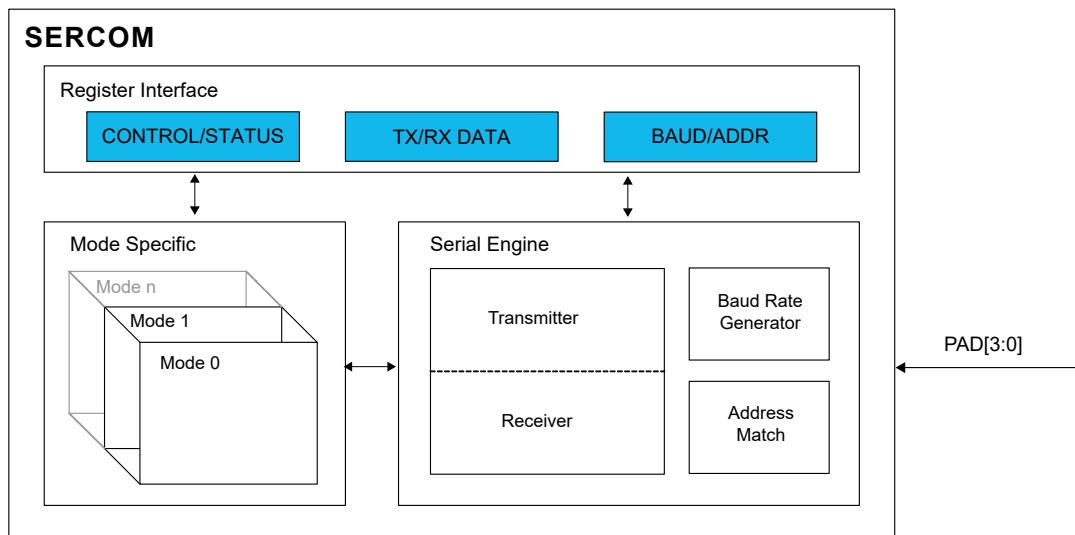 SERCOM
Register Interface
CONTROL/STATUS
TX/RX DATA
BAUD/ADDR
Mode Specific
Mode n
Mode 1
Mode 0
Serial Engine
Transmitter
Receiver
Baud Rate
Generator
Address
Match
PAD[3:0]